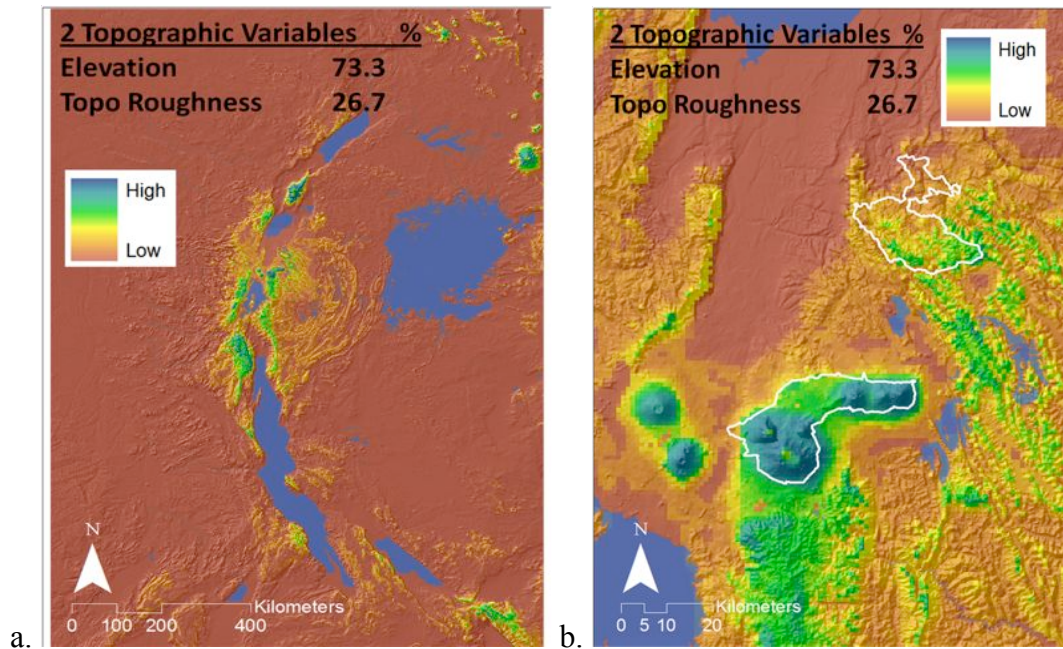 2 Topographic Variables %
Elevation 73.3
Topo Roughness 26.7
High
Low
N
Kilometers
0 100 200 400
a.
2 Topographic Variables %
Elevation 73.3
Topo Roughness 26.7
High
Low
N
Kilometers
0 5 10 20
b.